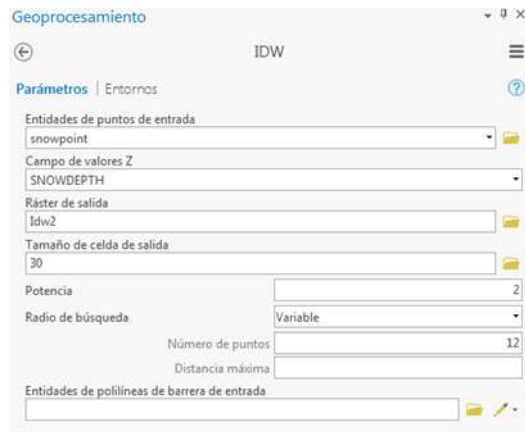 Geoprocesamiento
IDW
Parámetros | Entornos
Entidades de puntos de entrada
snowpoint
Campo de valores Z
SNOWDEPTH
Ráster de salida
Idw2
Tamaño de celda de salida
30
Potencia 2
Radio de búsqueda Variable
Número de puntos 12
Distancia máxima
Entidades de polilíneas de barrera de entrada